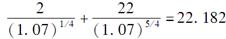 2/(1.07)^{1/4} + 22/(1.07)^{5/4} = 22.182